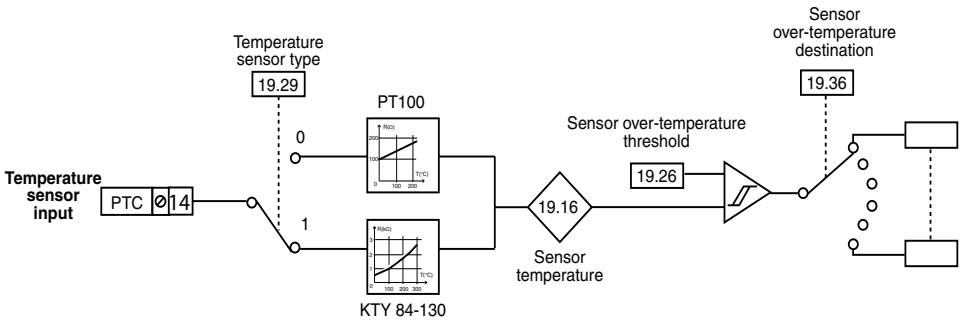 Sensor
over-temperature
destination
19.36
Temperature
sensor type
19.29
PT100
R(Ω)
200
100
0
100 200
T(°C)
0
Sensor over-temperature
threshold
19.26
Temperature
sensor
input
PTC
14
1
19.16
Sensor
temperature
R(kΩ)
3
2
1
0
100 200 300
T(°C)
KTY 84-130